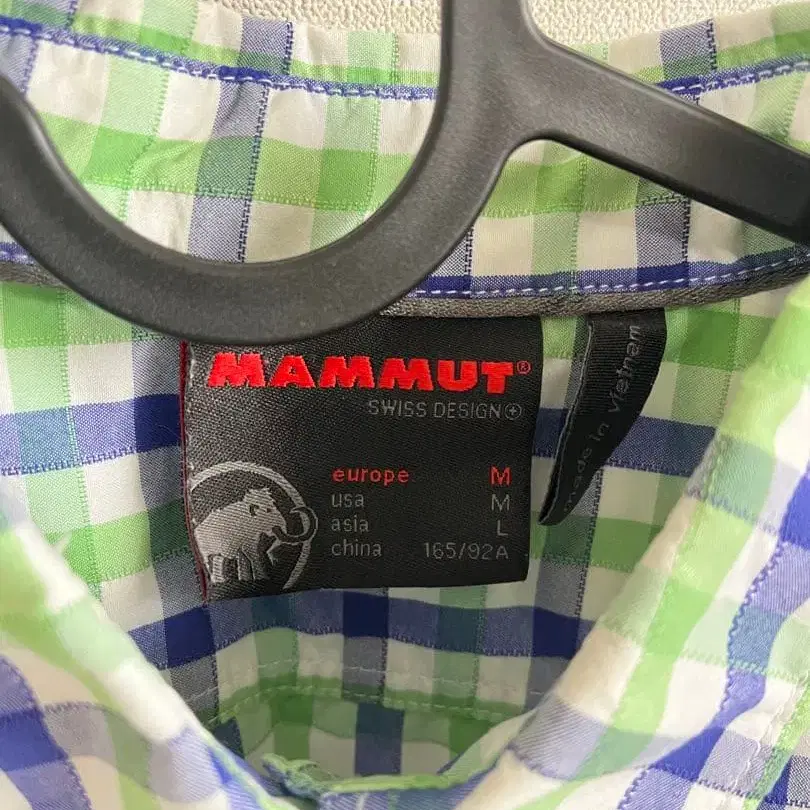 MAMMUT®
SWISS DESIGN
europe M
usa M
asia L
china 165/92A
made in vietnam